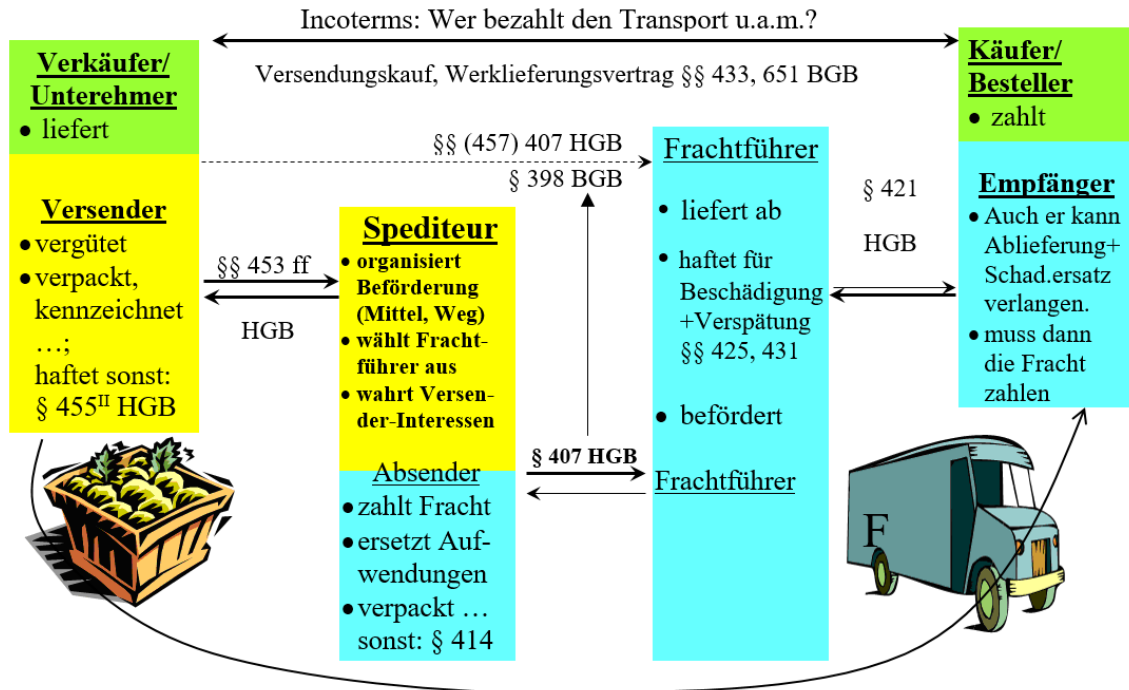 Incoterms: Wer bezahlt den Transport u.a.m.?
Verkäufer/
Unterehmer
• liefert
Versendungskauf, Werklieferungsvertrag §§ 433, 651 BGB
Käufer/
Besteller
• zahlt
§§ (457) 407 HGB
§ 398 BGB
Versender
• vergütet
• verpackt,
kennzeichnet
…;
haftet sonst:
§ 455II HGB
§§ 453 ff
HGB
Spediteur
• organisiert
Beförderung
(Mittel, Weg)
• wählt Fracht-
führer aus
• wahrt Versen-
der-Interessen
Absender
• zahlt Fracht
• ersetzt Auf-
wendungen
• verpackt …
sonst: § 414
§ 407 HGB
Frachtführer
• liefert ab
• haftet für
Beschädigung
+Verspätung
§§ 425, 431
• befördert
Frachtführer
§ 421
HGB
Empfänger
• Auch er kann
Ablieferung+
Schad.ersatz
verlangen.
• muss dann
die Fracht
zahlen
F